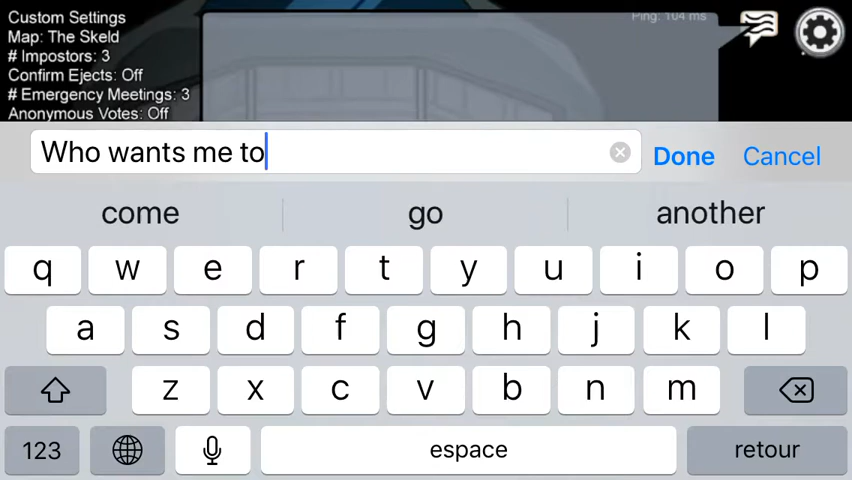 Custom Settings
Map: The Skeld
# Impostors: 3
Confirm Ejects: Off
# Emergency Meetings: 3
Anonymous Votes: Off
Ping: 104 ms
Who wants me to
Done
Cancel
come
go
another
q w e r t y u i o p
a s d f g h j k l
z x c v b n m
123
espace
retour